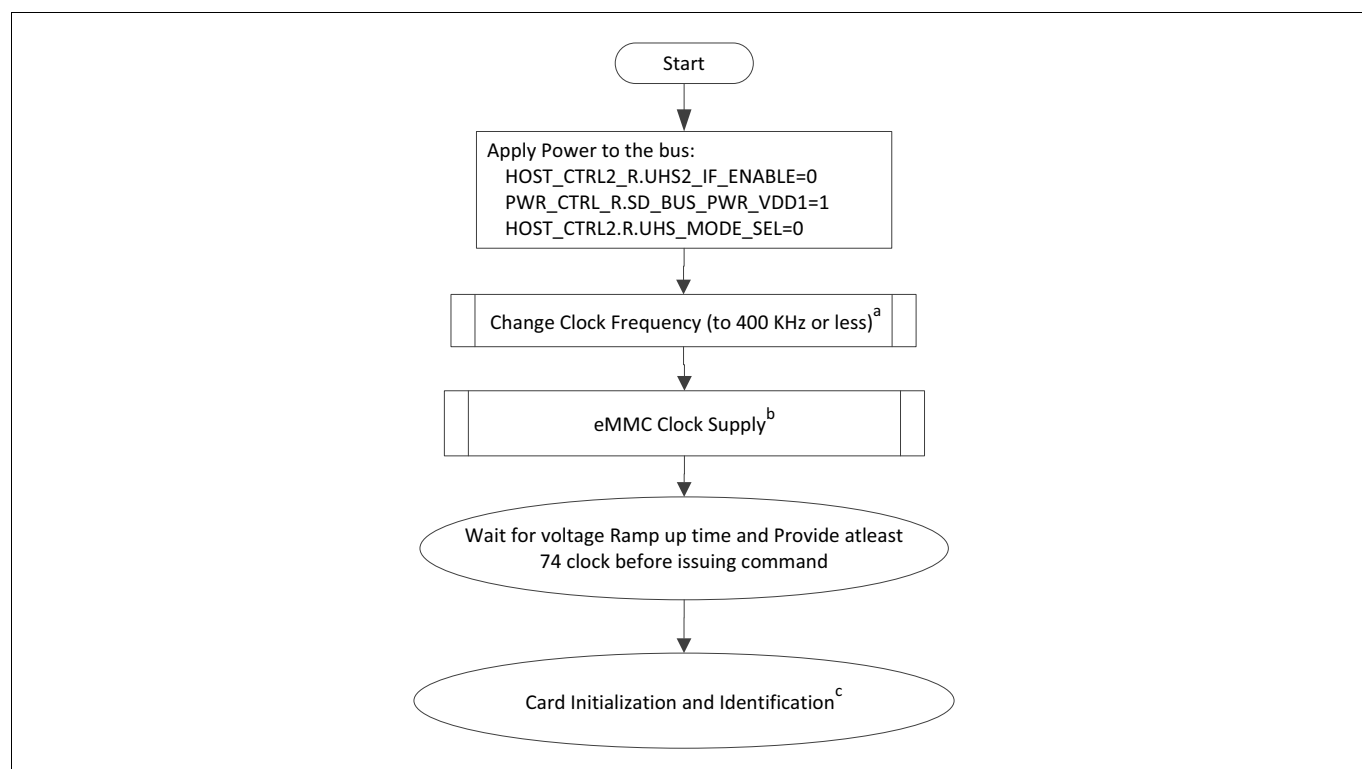 Start
Apply Power to the bus:
HOST_CTRL2_R.UHS2_IF_ENABLE=0
PWR_CTRL_R.SD_BUS_PWR_VDD1=1
HOST_CTRL2.R.UHS_MODE_SEL=0
Change Clock Frequency (to 400 KHz or less)a
eMMC Clock Supplyb
Wait for voltage Ramp up time and Provide atleast
74 clock before issuing command
Card Initialization and Identificationc